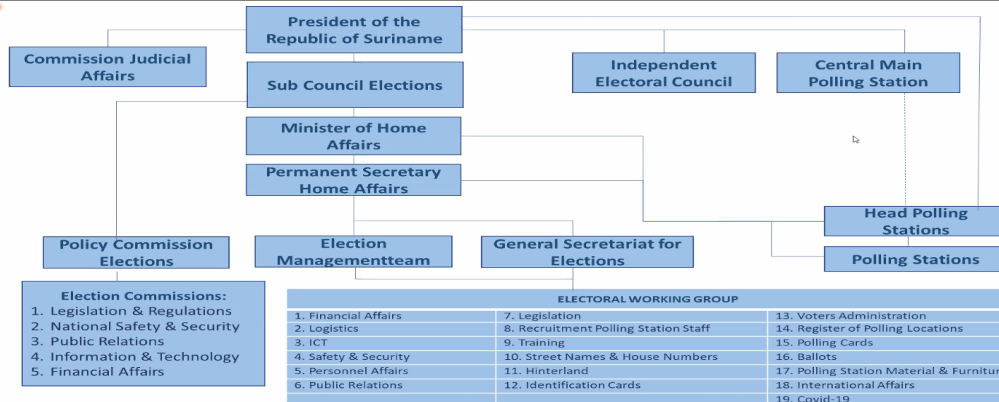 President of the
Republic of Suriname
Commission Judicial
Affairs
Independent
Electoral Council
Central Main
Polling Station
Sub Council Elections
Minister of Home
Affairs
Permanent Secretary
Home Affairs
Head Polling
Stations
Policy Commission
Elections
Election
Managementteam
General Secretariat for
Elections
Polling Stations
Election Commissions:
1. Legislation & Regulations
2. National Safety & Security
3. Public Relations
4. Information & Technology
5. Financial Affairs
ELECTORAL WORKING GROUP
1. Financial Affairs
2. Logistics
3. ICT
4. Safety & Security
5. Personnel Affairs
6. Public Relations
7. Legislation
8. Recruitment Polling Station Staff
9. Training
10. Street Names & House Numbers
11. Hinterland
12. Identification Cards
13. Voters Administration
14. Register of Polling Locations
15. Polling Cards
16. Ballots
17. Polling Station Material & Furnitur
18. International Affairs
19. Covid-19